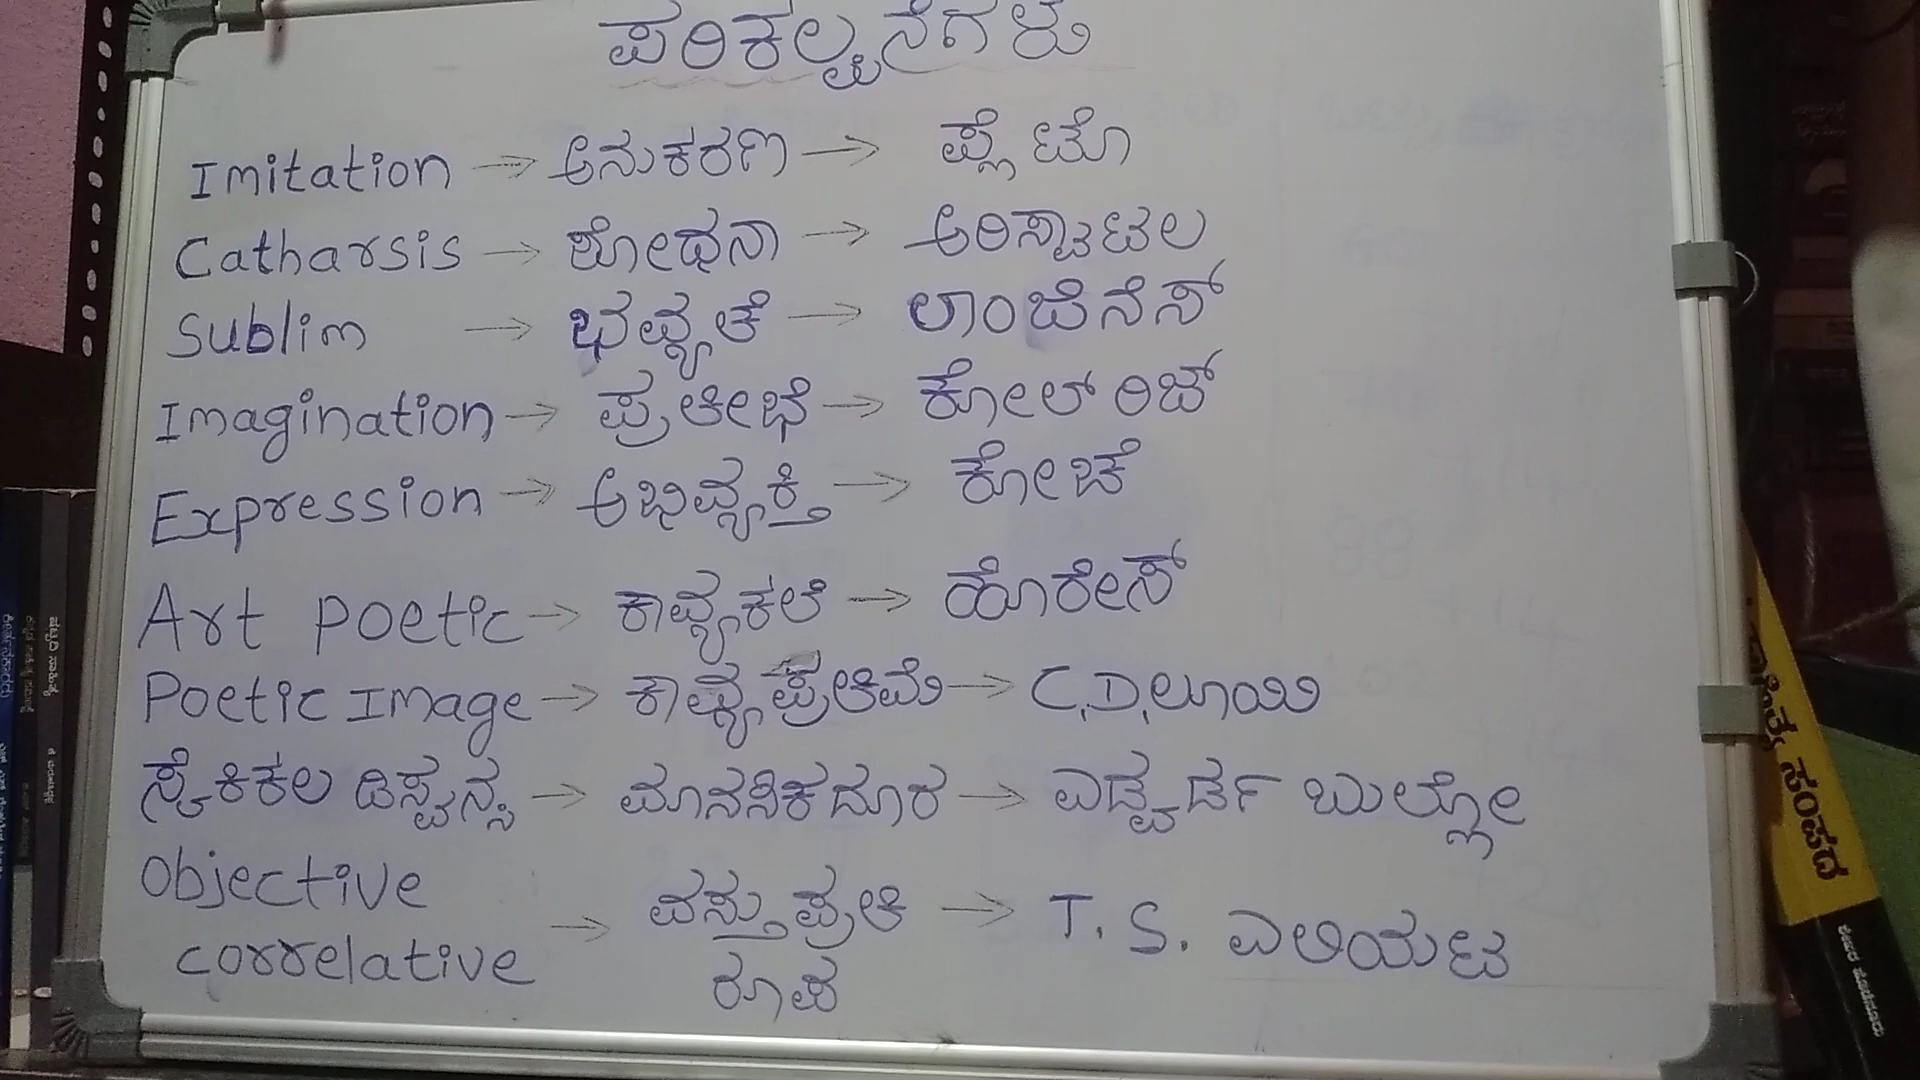 ಪರಿಕಲ್ಪನೆಗಳು
Imitation → ಅನುಕರಣ → ಪ್ಲೆಟೊ
Catharsis → ಶೋಧನಾ → ಅರಿಸ್ಟಾಟಲ
Sublim → ಭವ್ಯತೆ → ಲಾಂಜೆನೆಸ್
Imagination → ಪ್ರತೀಭೆ → ಕೋಲ್ ರಿಜ್
Expression → ಅಭಿವ್ಯಕ್ತಿ → ಕೋಚೆ
Art poetic → ಕಾವ್ಯಕಲೆ → ಹೊರೇಸ್
Poetic Image → ಕಾವ್ಯ ಪ್ರತಿಮೆ → C.D.ಲೂಯಿ
ಸೈಕಿಕಲ ಡಿಸ್ಟನ್ಸ → ಮಾನಸಿಕದೂರ → ಎಡ್ವರ್ಡ ಬುಲ್ಲೋ
Objective correlative → ವಸ್ತು ಪ್ರತಿ ರೂಪ → T. S. ಎಲಿಯಟ
ಸಂಪದ